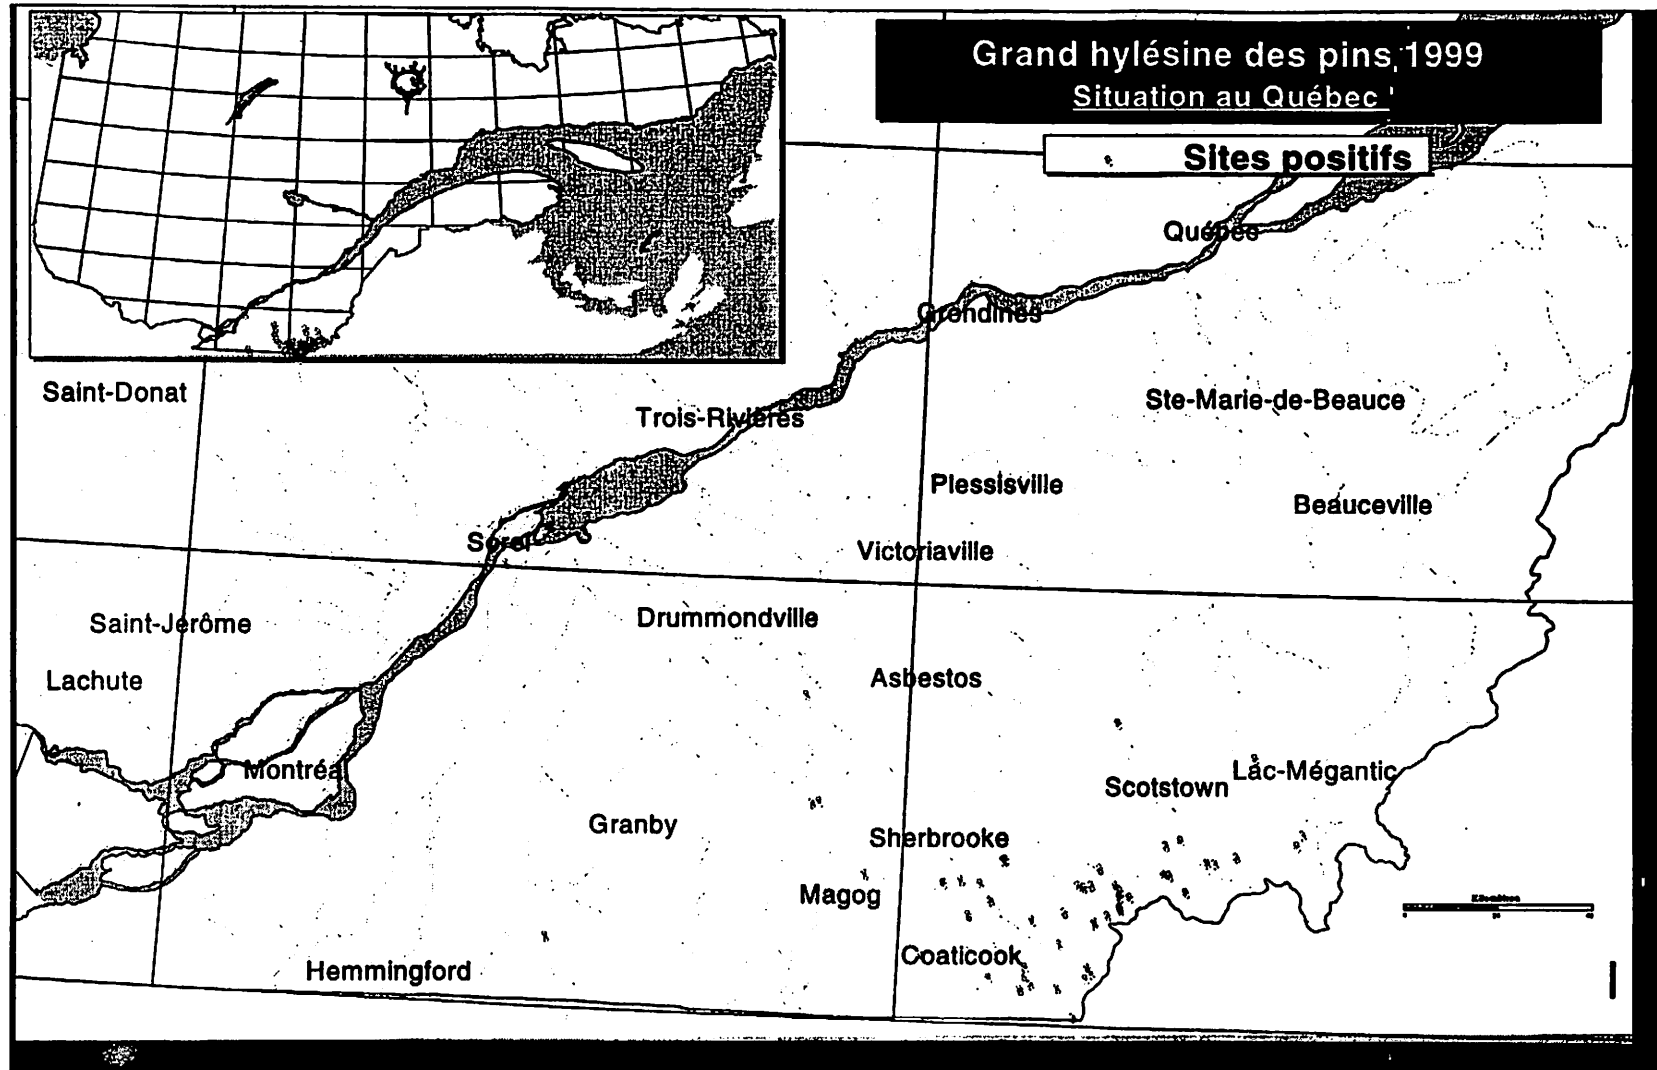 Grand hylésine des pins, 1999
Situation au Québec
Sites positifs
Québec
Grondines
Saint-Donat
Trois-Rivières
Ste-Marie-de-Beauce
Plessisville
Beauceville
Sorel
Victoriaville
Saint-Jérôme
Drummondville
Lachute
Asbestos
Montréal
Lac-Mégantic
Scotstown
Granby
Sherbrooke
Magog
Kilomètres
Coaticook
Hemmingford